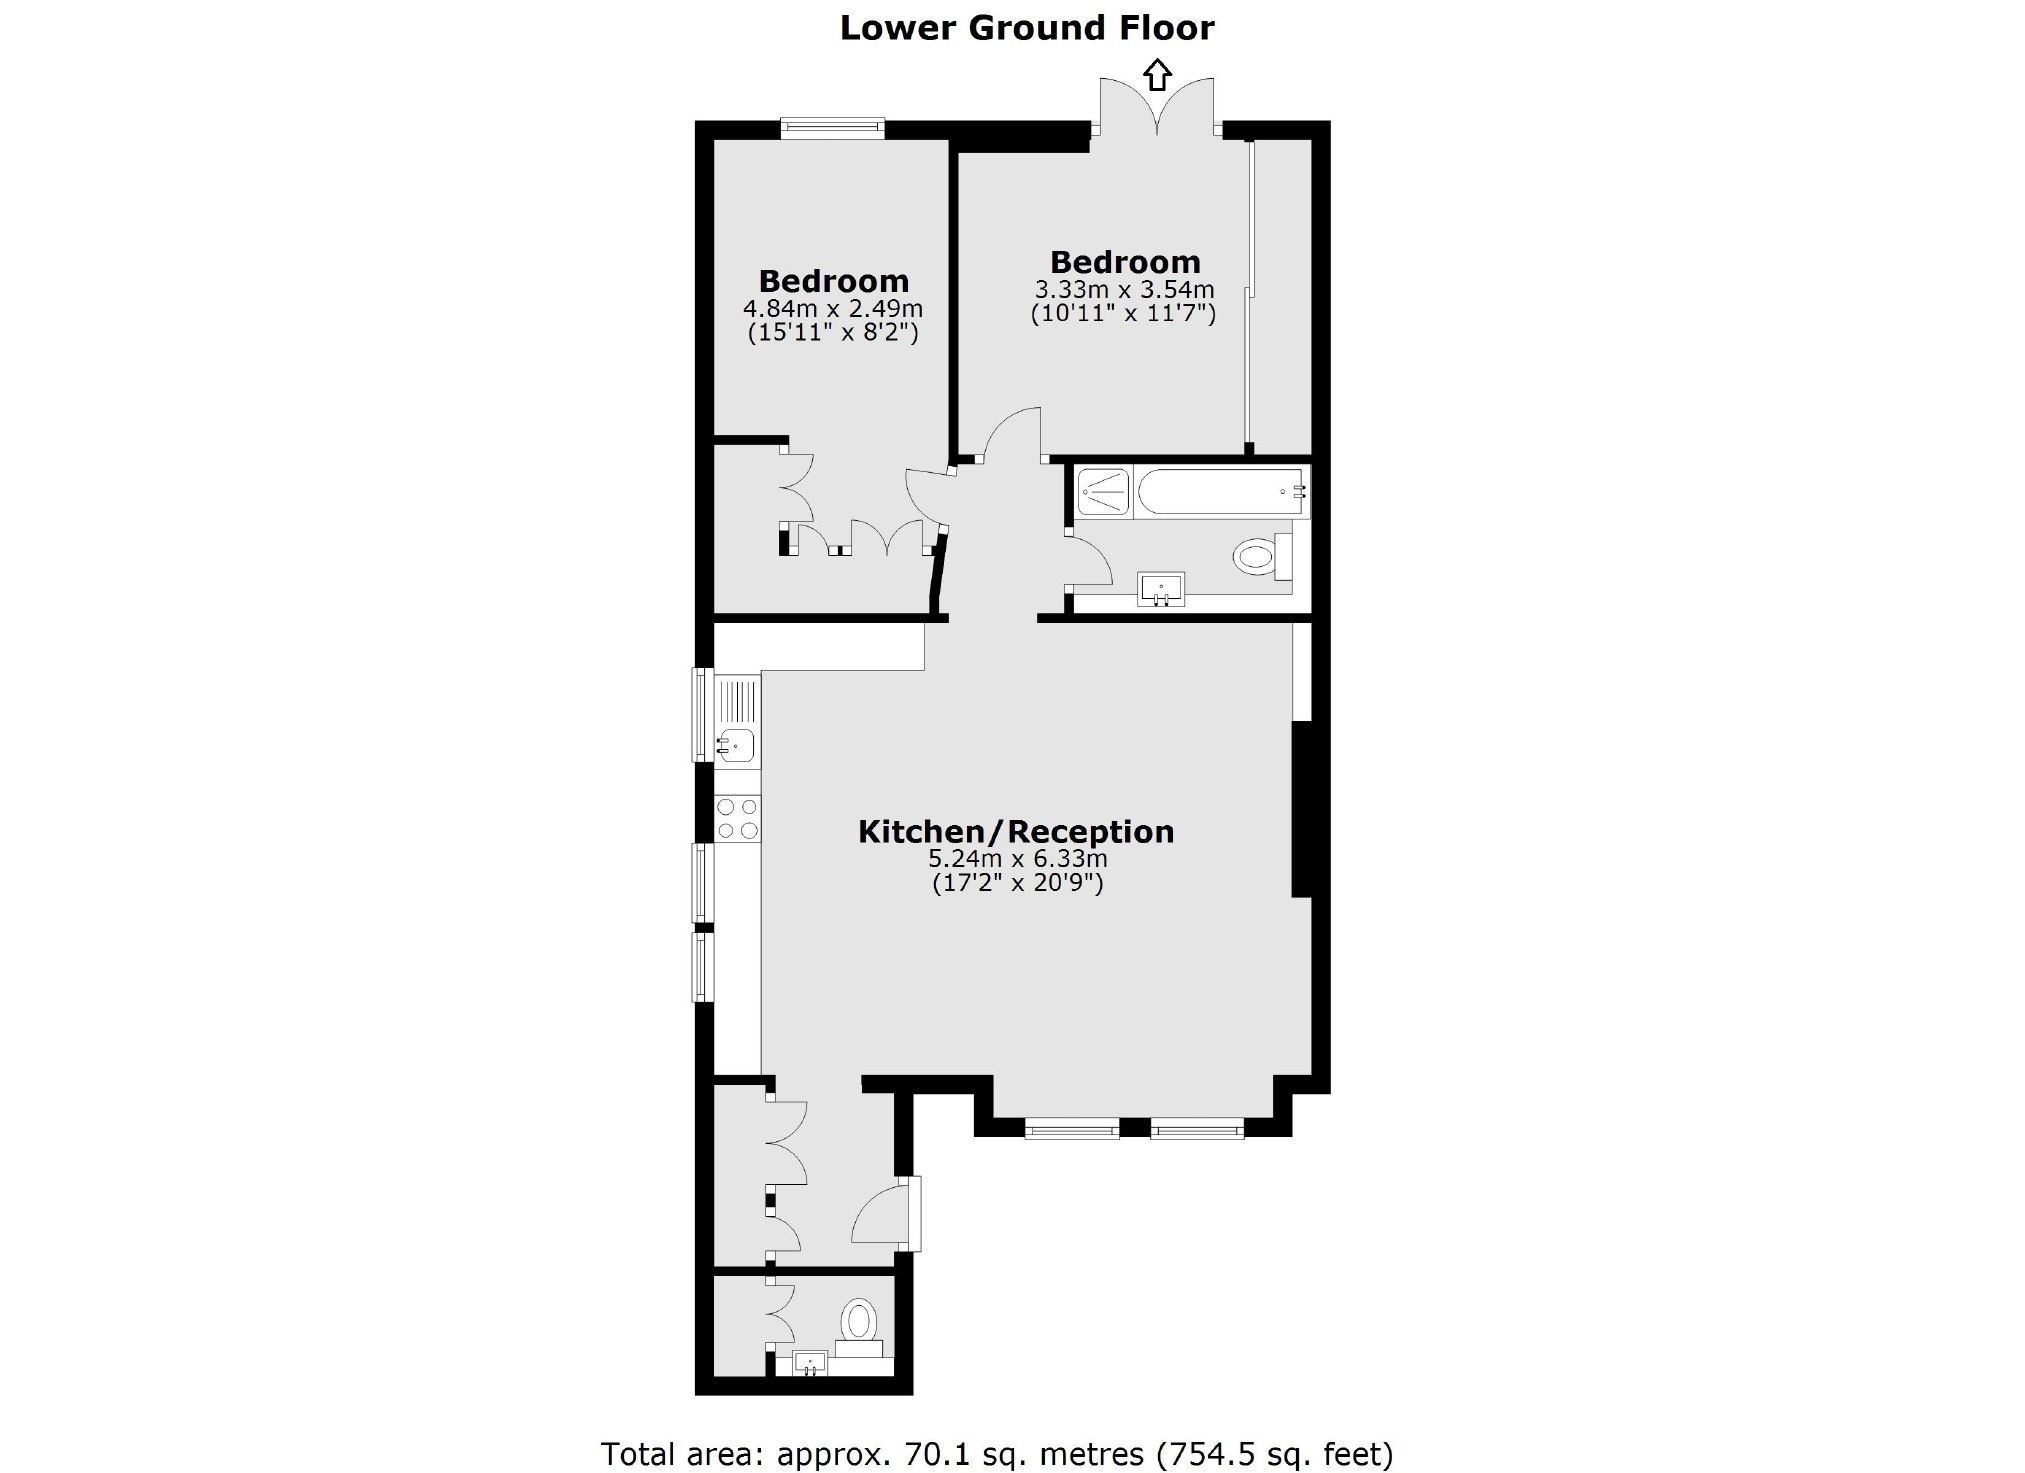 Lower Ground Floor
Bedroom
3.33m x 3.54m
(10'11" x 11'7")
Bedroom
4.84m x 2.49m
(15'11" x 8'2")
Kitchen/Reception
5.24m x 6.33m
(17'2" x 20'9")
Total area: approx. 70.1 sq. metres (754.5 sq. feet)